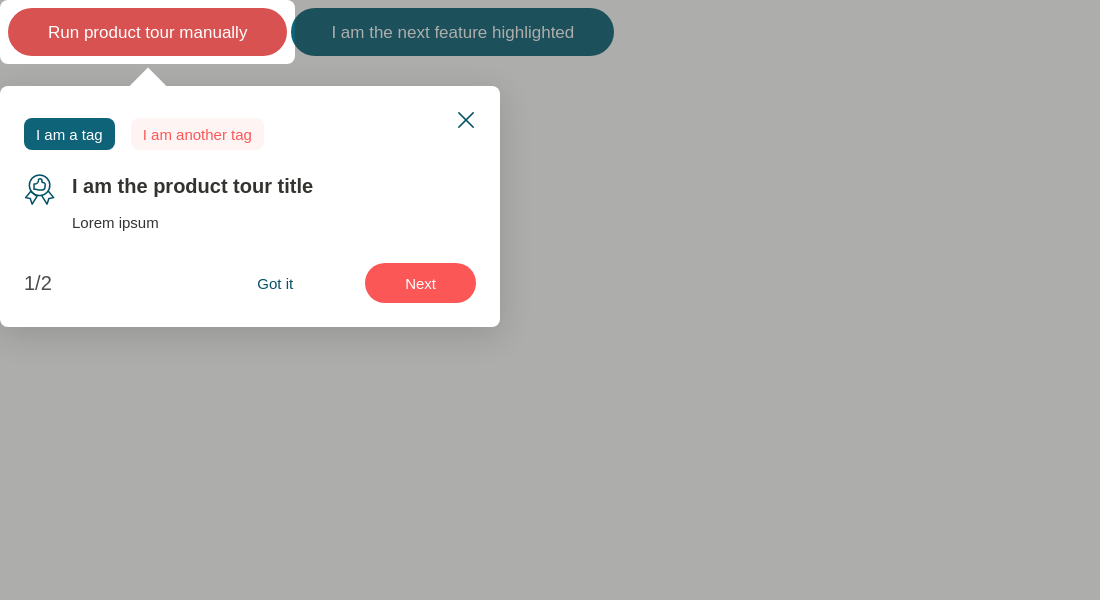 Run product tour manually
I am the next feature highlighted
I am a tag
I am another tag
I am the product tour title
Lorem ipsum
1/2
Got it
Next